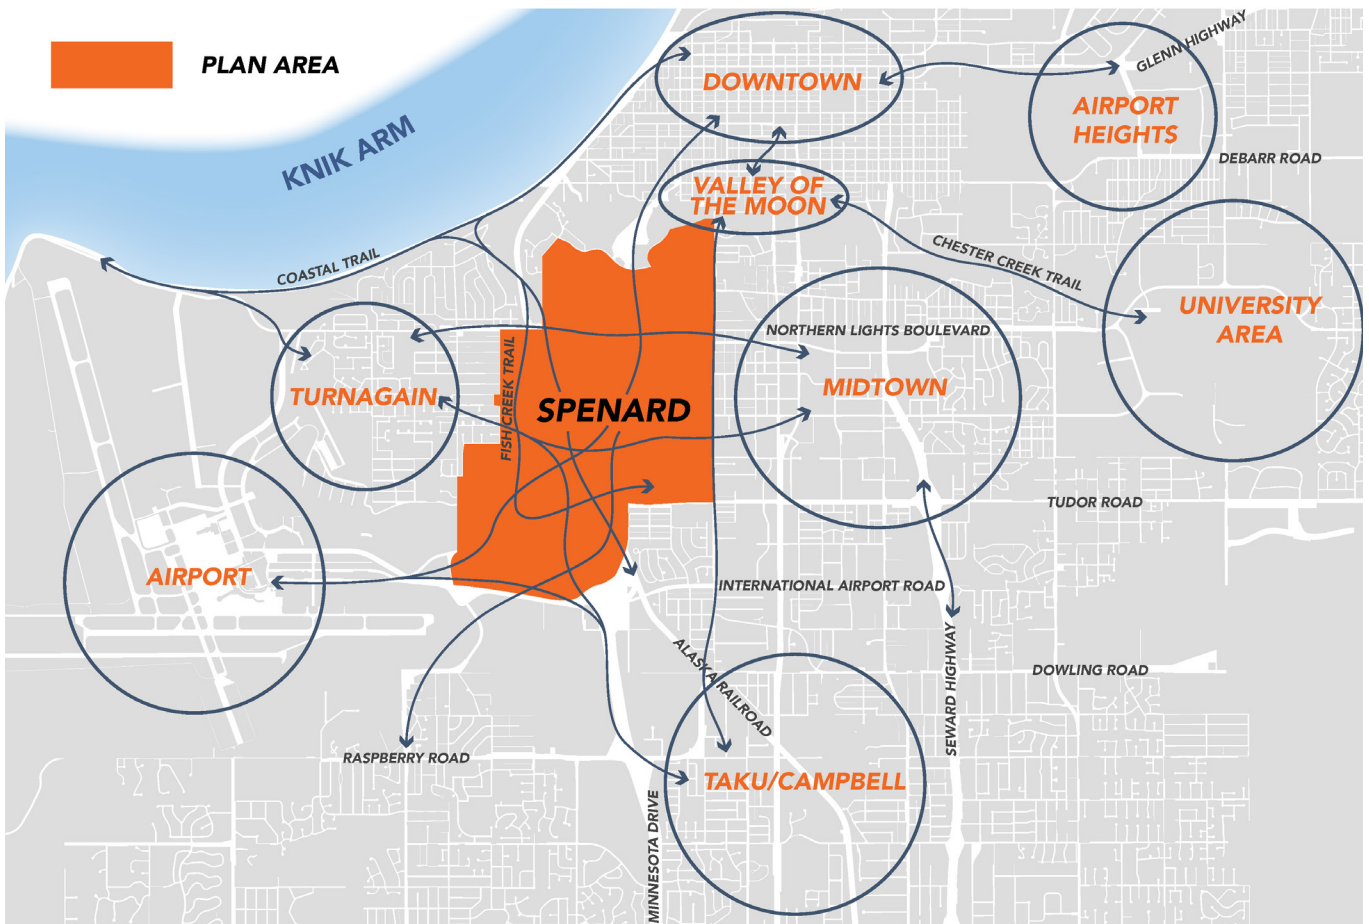 PLAN AREA
KNIK ARM
DOWNTOWN
GLENN HIGHWAY
AIRPORT
HEIGHTS
DEBARR ROAD
VALLEY OF
THE MOON
COASTAL TRAIL
CHESTER CREEK TRAIL
UNIVERSITY
AREA
NORTHERN LIGHTS BOULEVARD
TURNAGAIN
FISH CREEK TRAIL
SPENARD
MIDTOWN
TUDOR ROAD
AIRPORT
INTERNATIONAL AIRPORT ROAD
ALASKA RAILROAD
SEWARD HIGHWAY
DOWLING ROAD
RASPBERRY ROAD
TAKU/CAMPBELL
MINNESOTA DRIVE